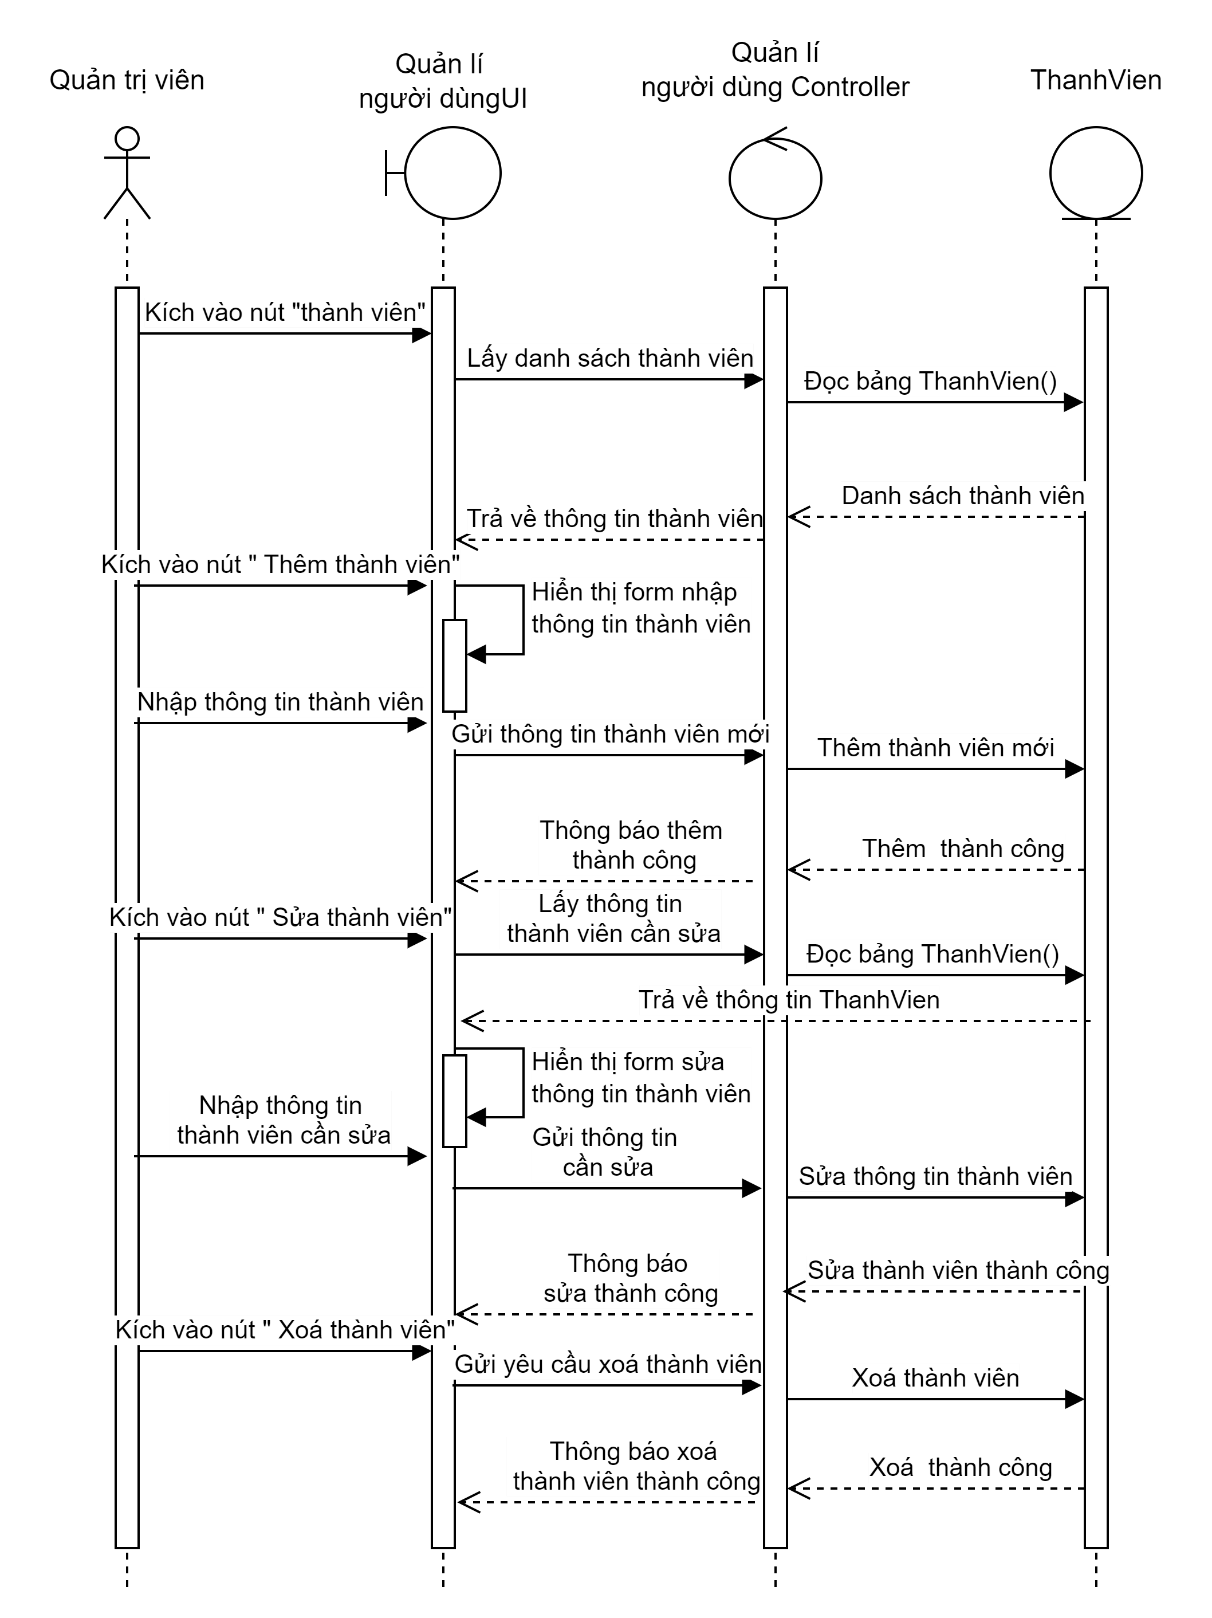 Quản trị viên
Quản lí
người dùngUI
Quản lí
người dùng Controller
ThanhVien
Kích vào nút "thành viên"
Lấy danh sách thành viên
Đọc bảng ThanhVien()
Danh sách thành viên
Trả về thông tin thành viên
Kích vào nút " Thêm thành viên"
Hiển thị form nhập
thông tin thành viên
Nhập thông tin thành viên
Gửi thông tin thành viên mới
Thêm thành viên mới
Thông báo thêm
thành công
Thêm  thành công
Kích vào nút " Sửa thành viên"
Lấy thông tin
thành viên cần sửa
Đọc bảng ThanhVien()
Trả về thông tin ThanhVien
Hiển thị form sửa
thông tin thành viên
Nhập thông tin
thành viên cần sửa
Gửi thông tin
cần sửa
Sửa thông tin thành viên
Thông báo
sửa thành công
Sửa thành viên thành công
Kích vào nút " Xoá thành viên"
Gửi yêu cầu xoá thành viên
Xoá thành viên
Thông báo xoá
thành viên thành công
Xoá  thành công